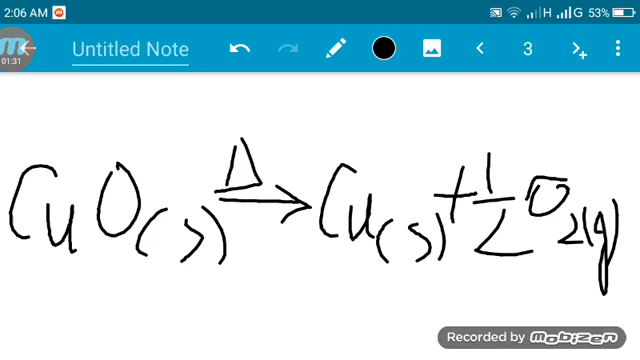 2:06 AM H G 53%
01:31
Untitled Note 3
CuO(s) Δ→ Cu(s) + 1/2 O2(g)
Recorded by mobizen